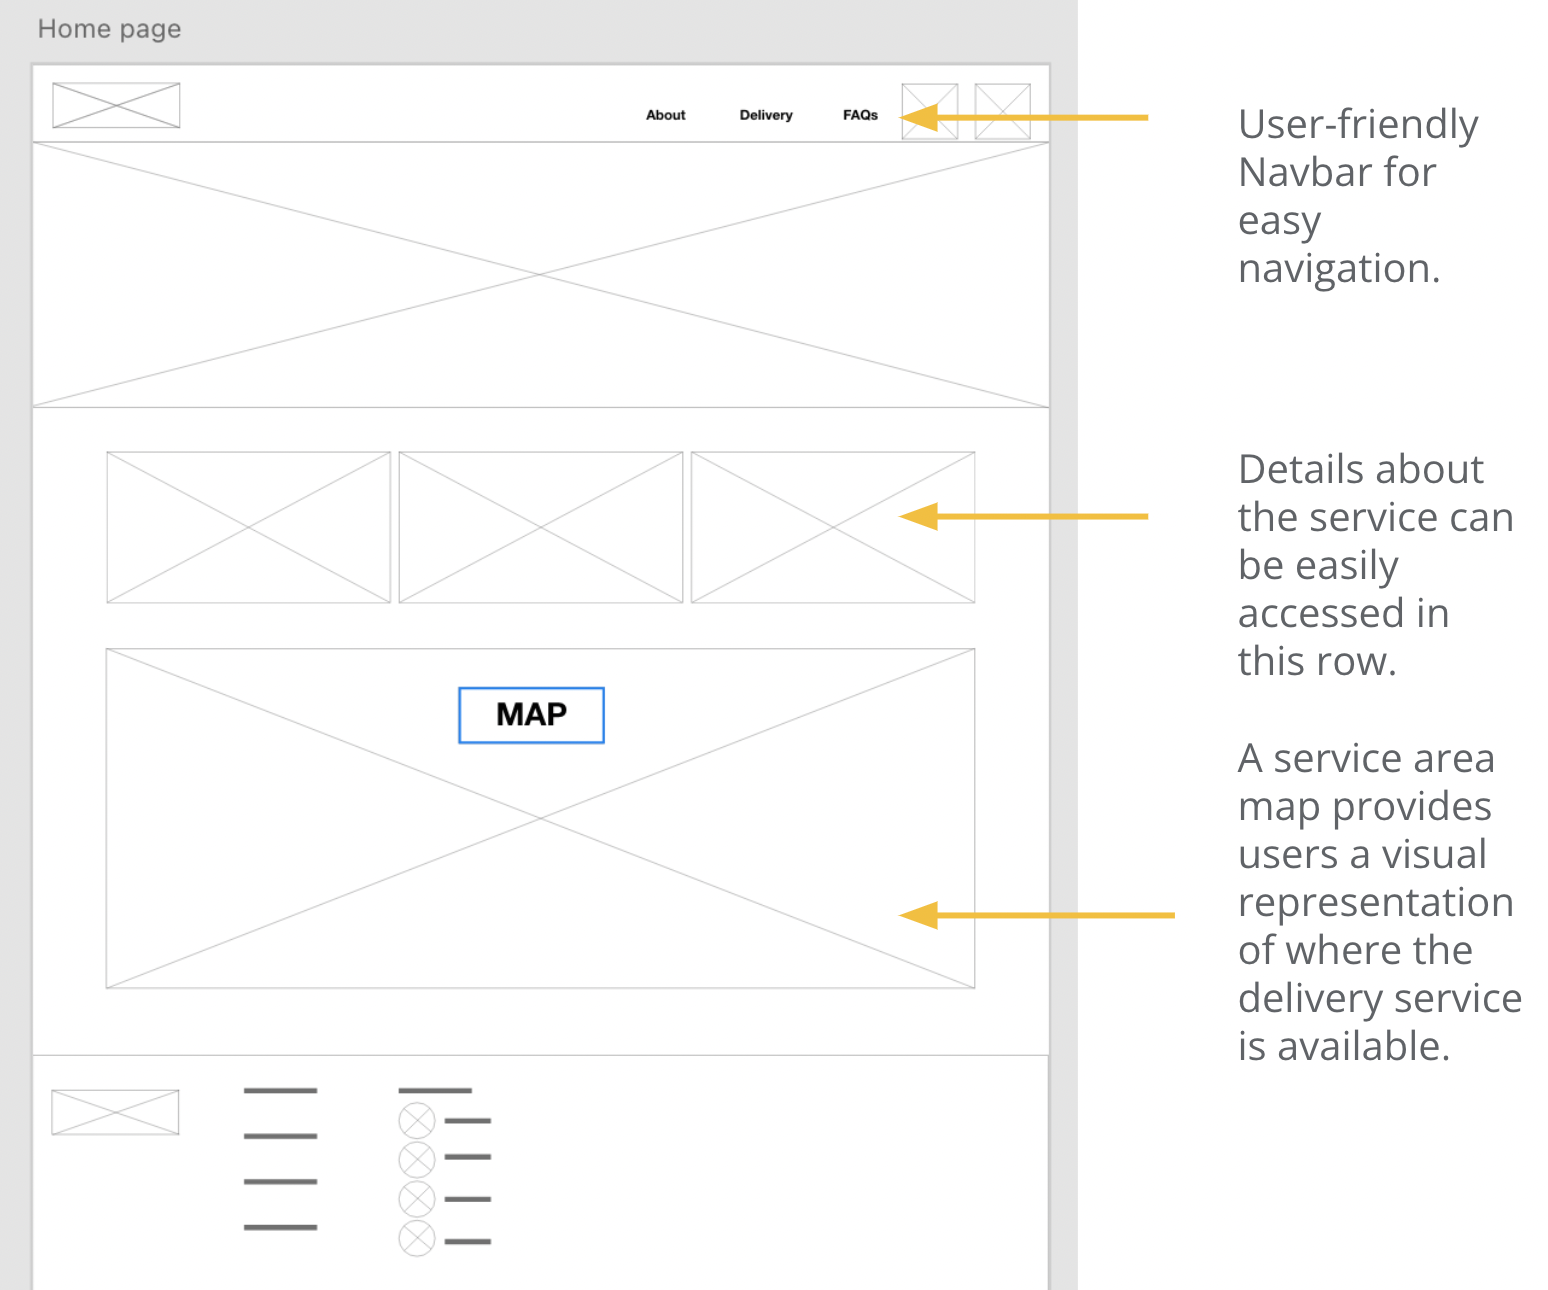 Home page
About
Delivery
FAQs
User-friendly
Navbar for
easy
navigation.
Details about
the service can
be easily
accessed in
this row.
MAP
A service area
map provides
users a visual
representation
of where the
delivery service
is available.